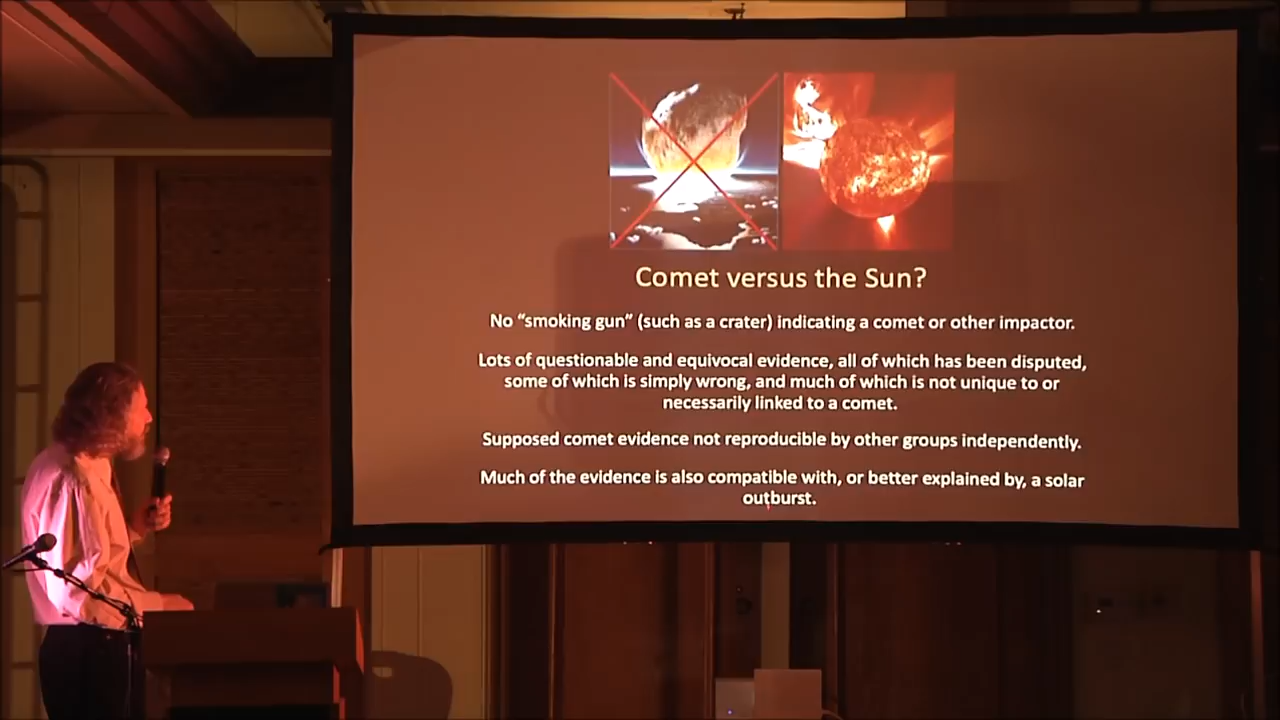 Comet versus the Sun?
No “smoking gun” (such as a crater) indicating a comet or other impactor.
Lots of questionable and equivocal evidence, all of which has been disputed,
some of which is simply wrong, and much of which is not unique to or
necessarily linked to a comet.
Supposed comet evidence not reproducible by other groups independently.
Much of the evidence is also compatible with, or better explained by, a solar
outburst.